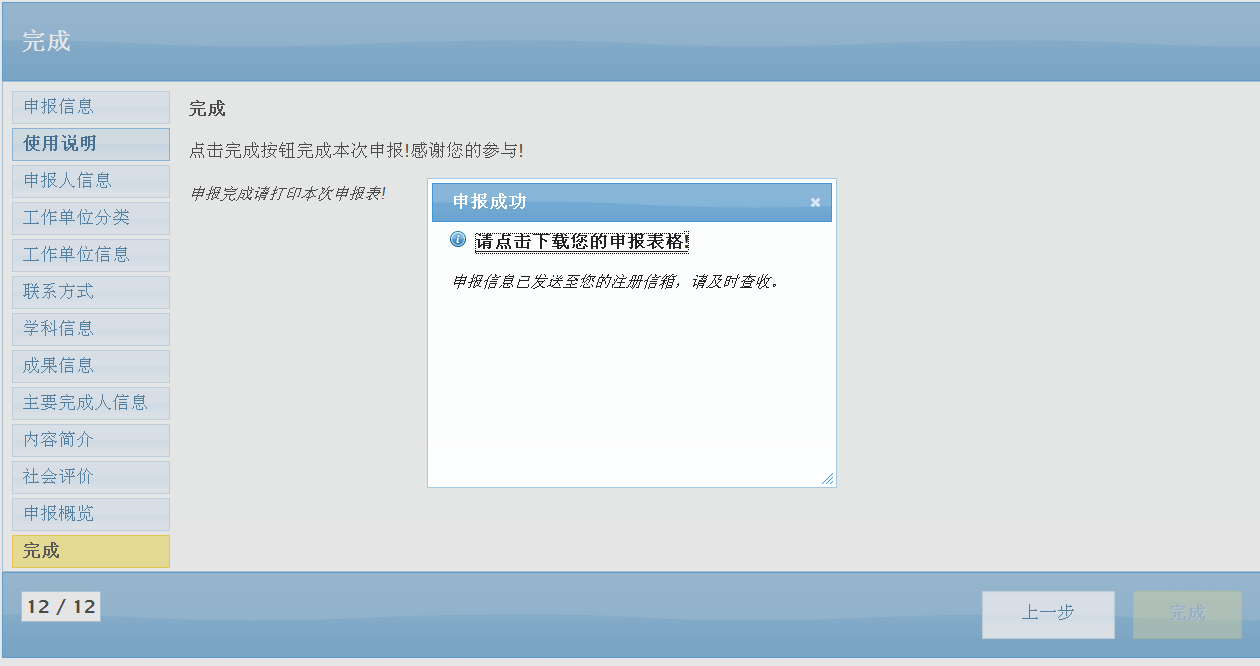 完成
申报信息
使用说明
申报人信息
工作单位分类
工作单位信息
联系方式
学科信息
成果信息
主要完成人信息
内容简介
社会评价
申报概览
完成
完成
点击完成按钮完成本次申报!感谢您的参与!
申报完成请打印本次申报表!
申报成功
请点击下载您的申报表格!
申报信息已发送至您的注册信箱，请及时查收。
12 / 12
上一步
完成